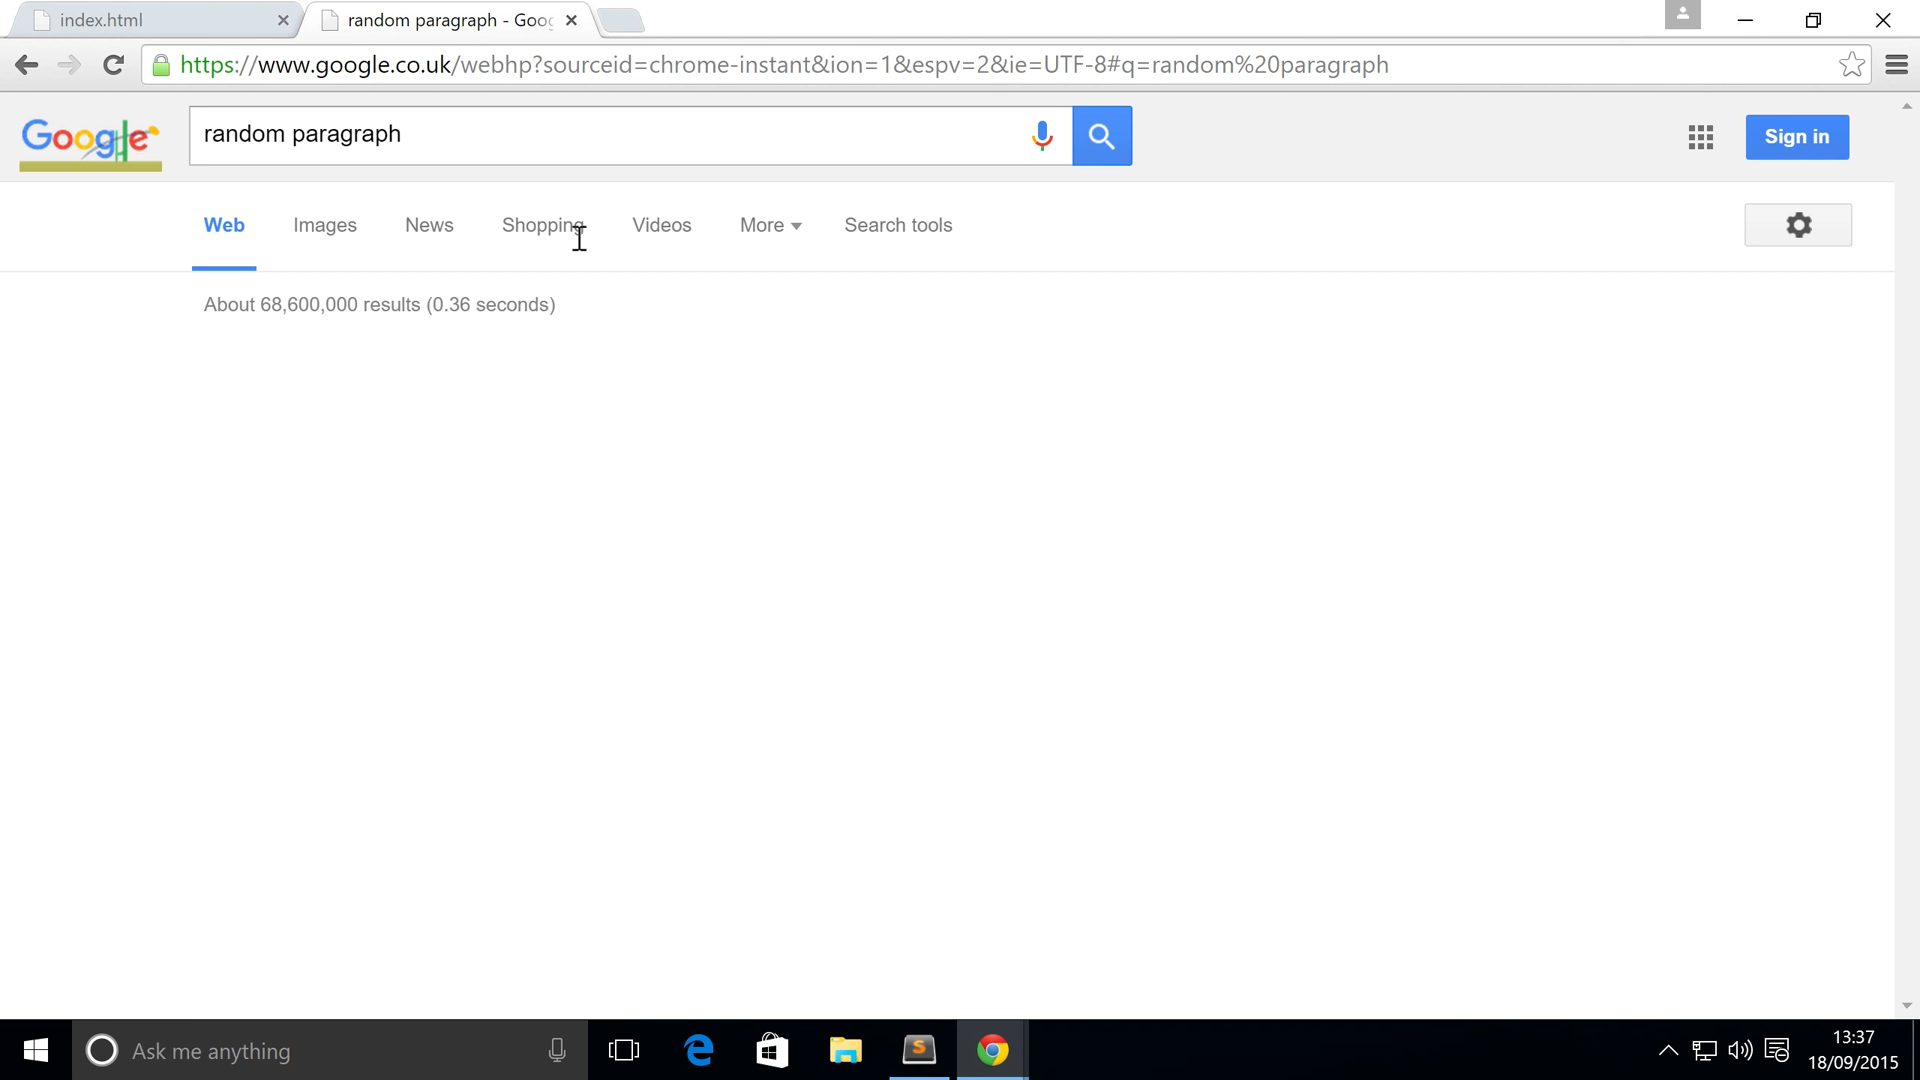 index.html
random paragraph - Goog
https://www.google.co.uk/webhp?sourceid=chrome-instant&ion=1&espv=2&ie=UTF-8#q=random%20paragraph
Google
random paragraph
Sign in
Web Images News Shopping Videos More Search tools
About 68,600,000 results (0.36 seconds)
Ask me anything
S
13:37
18/09/2015